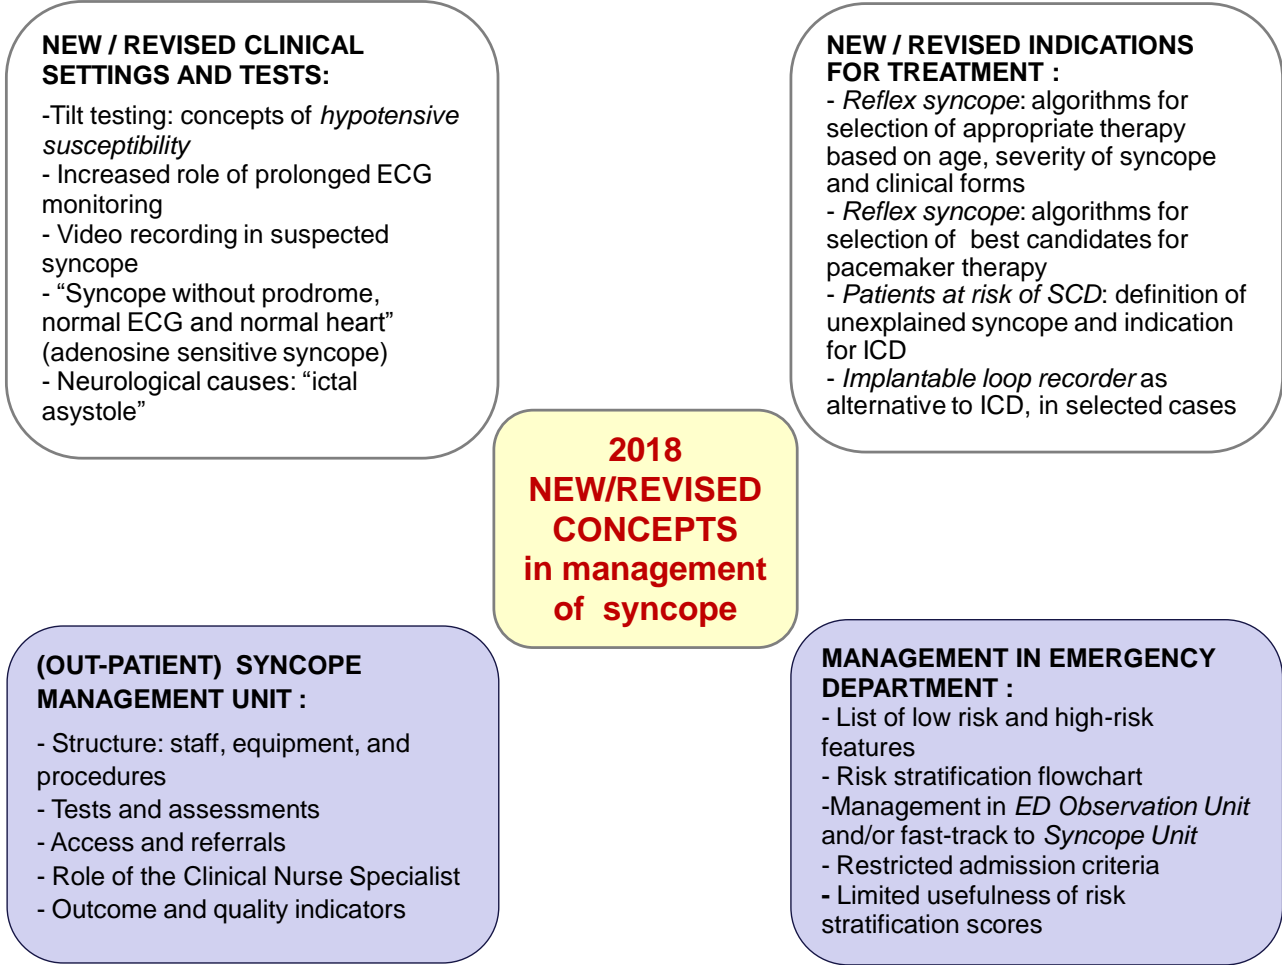 NEW / REVISED CLINICAL
SETTINGS AND TESTS:
-Tilt testing: concepts of hypotensive
susceptibility
- Increased role of prolonged ECG
monitoring
- Video recording in suspected
syncope
- “Syncope without prodrome,
normal ECG and normal heart”
(adenosine sensitive syncope)
- Neurological causes: “ictal
asystole”
NEW / REVISED INDICATIONS
FOR TREATMENT :
- Reflex syncope: algorithms for
selection of appropriate therapy
based on age, severity of syncope
and clinical forms
- Reflex syncope: algorithms for
selection of  best candidates for
pacemaker therapy
- Patients at risk of SCD: definition of
unexplained syncope and indication
for ICD
- Implantable loop recorder as
alternative to ICD, in selected cases
2018
NEW/REVISED
CONCEPTS
in management
of  syncope
(OUT-PATIENT)  SYNCOPE
MANAGEMENT UNIT :
- Structure: staff, equipment, and
procedures
- Tests and assessments
- Access and referrals
- Role of the Clinical Nurse Specialist
- Outcome and quality indicators
MANAGEMENT IN EMERGENCY
DEPARTMENT :
- List of low risk and high-risk
features
- Risk stratification flowchart
-Management in ED Observation Unit
and/or fast-track to Syncope Unit
- Restricted admission criteria
- Limited usefulness of risk
stratification scores